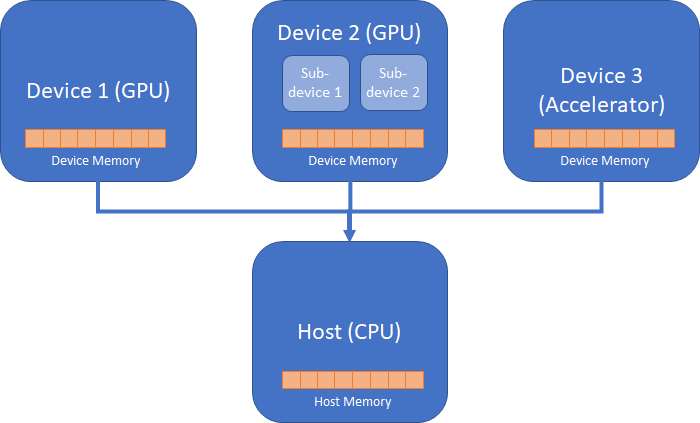 Device 1 (GPU)
Device Memory
Device 2 (GPU)
Sub-
device 1
Sub-
device 2
Device Memory
Device 3
(Accelerator)
Device Memory
Host (CPU)
Host Memory